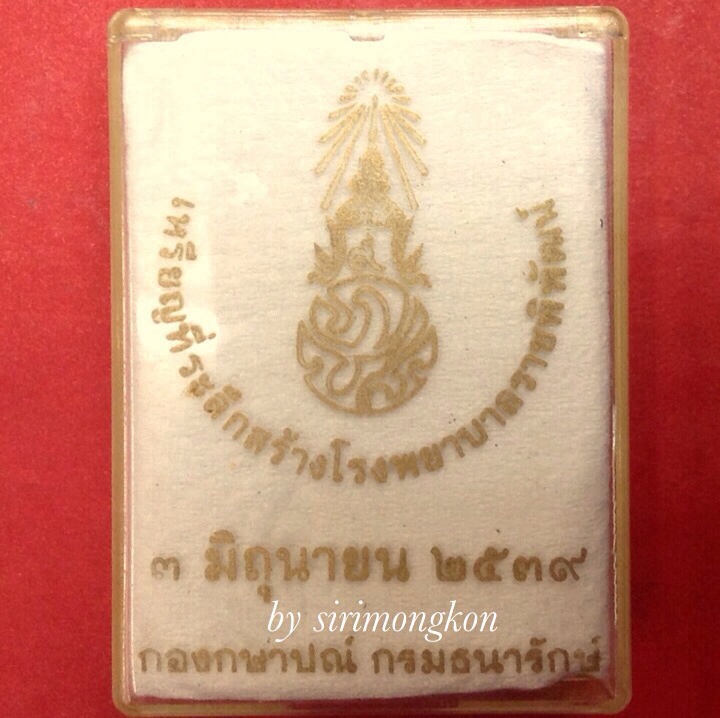 เหรียญที่ระลึกสร้างโรงพยาบาลราชพิพัฒน์
๓ มิถุนายน ๒๕๓๙
by sirimongkon
กองกษาปณ์ กรมธนารักษ์